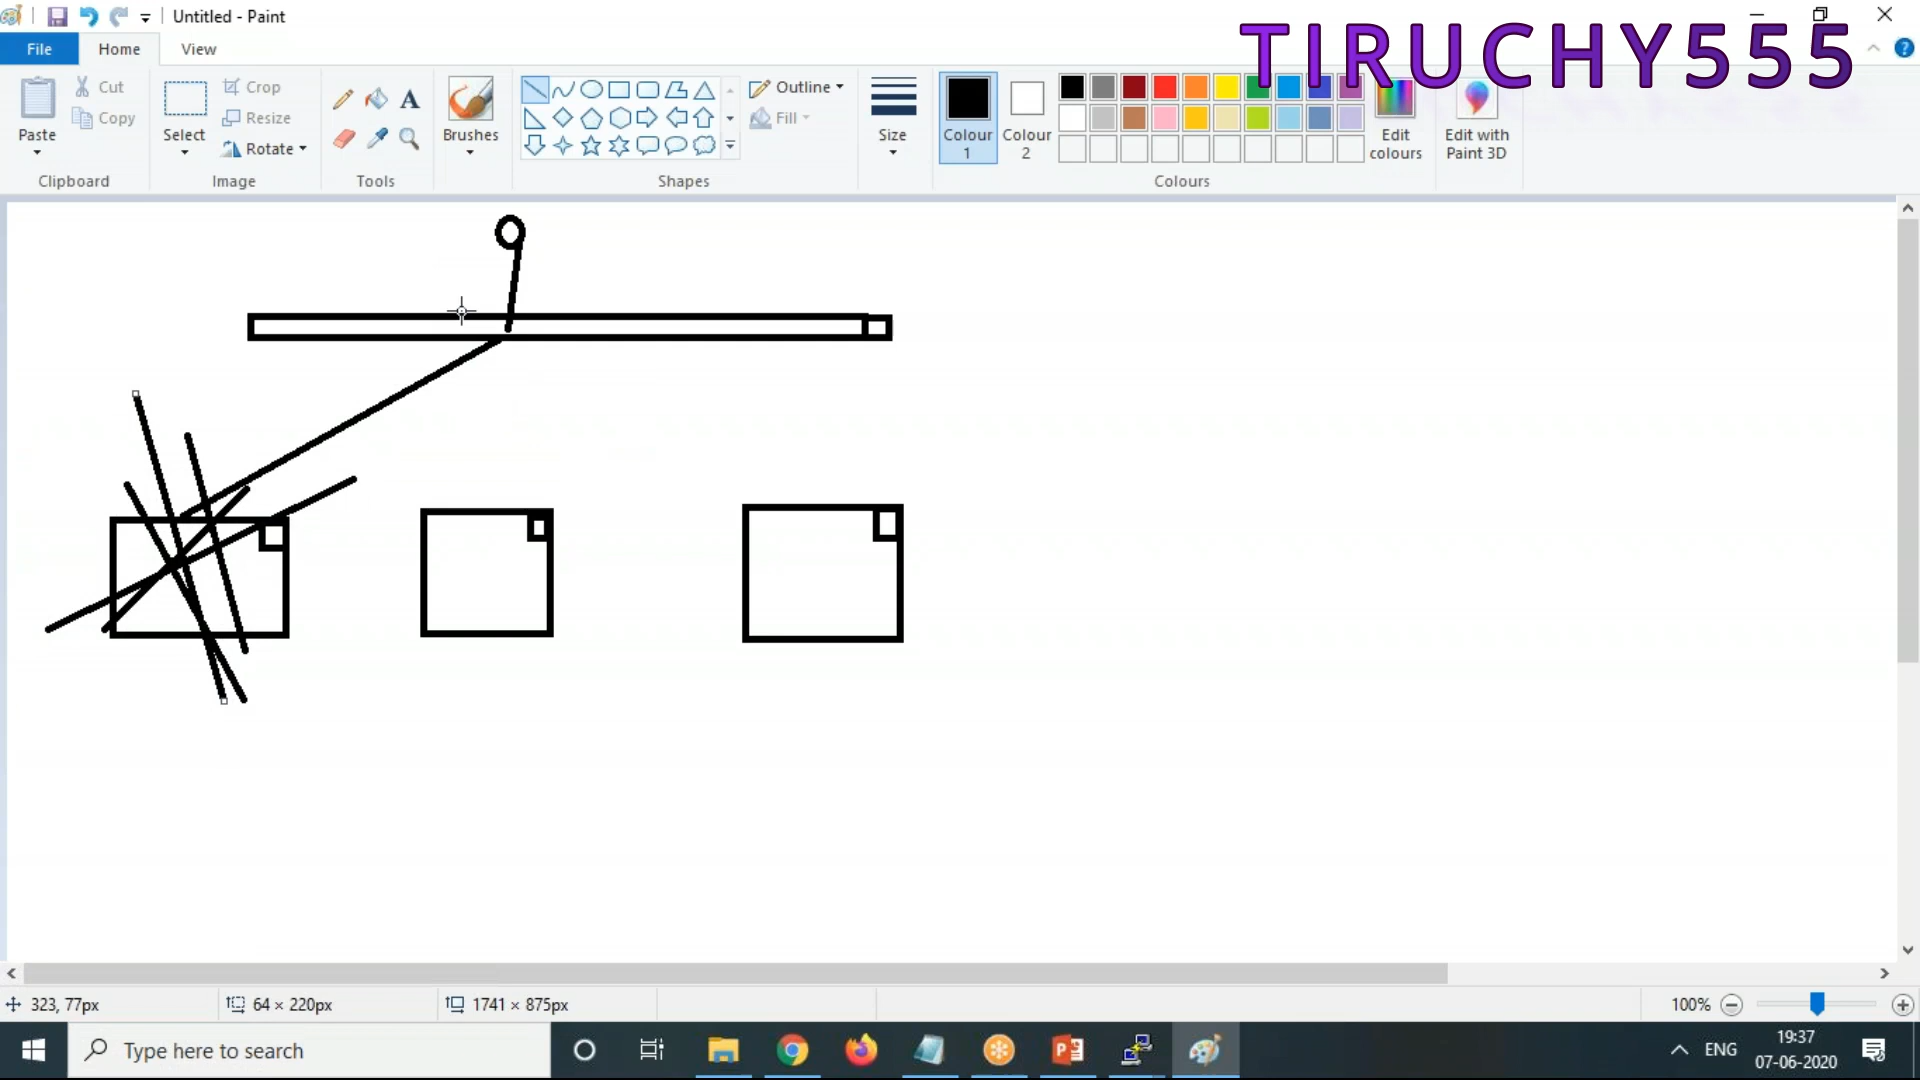 Untitled - Paint
TIRUCHY555
File Home View
Paste
Cut
Copy
Clipboard
Select
Crop
Resize
Rotate
Image
Tools
Brushes
Shapes
Outline
Fill
Size
Colour 1
Colour 2
Edit colours
Edit with Paint 3D
Colours
323, 77px
64 × 220px
1741 × 875px
100%
Type here to search
ENG
19:37
07-06-2020